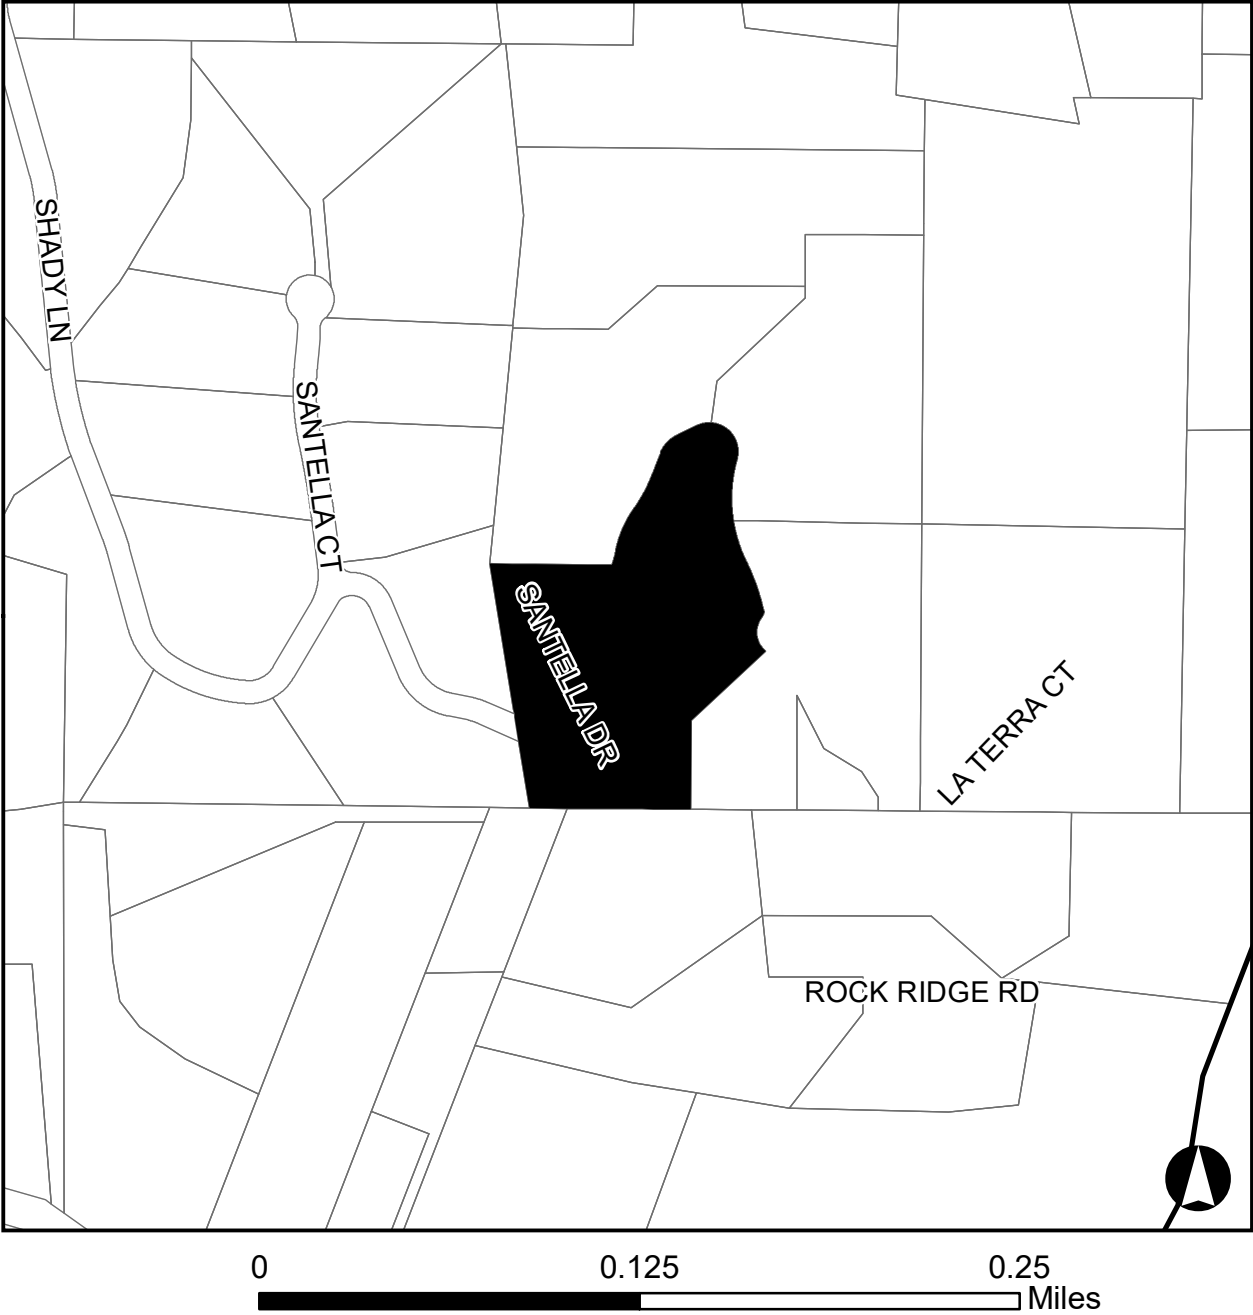 SHADY LN
SANTELLA CT
SANTELLA DR
LA TERRA CT
ROCK RIDGE RD
0 0.125 0.25
Miles